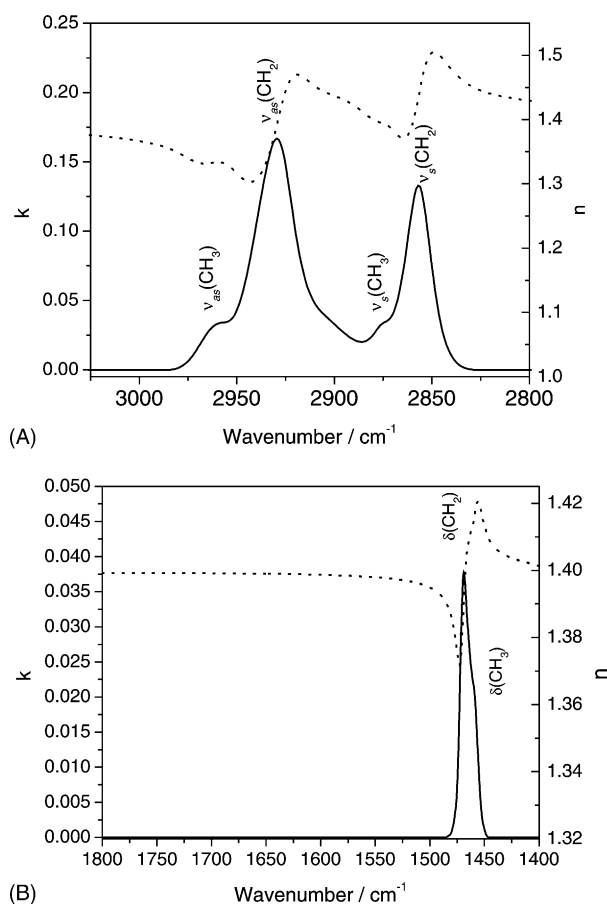 0.25
0.20
0.15
0.10
0.05
0.00
k
1.5
1.4
1.3
1.2
1.1
1.0
n
νas(CH3)
νas(CH2)
νs(CH3)
νs(CH2)
3000 2950 2900 2850 2800
Wavenumber / cm-1
(A)
0.050
0.045
0.040
0.035
0.030
0.025
0.020
0.015
0.010
0.005
0.000
k
1.42
1.40
1.38
1.36
1.34
1.32
n
δ(CH2)
δ(CH3)
1800 1750 1700 1650 1600 1550 1500 1450 1400
Wavenumber / cm-1
(B)